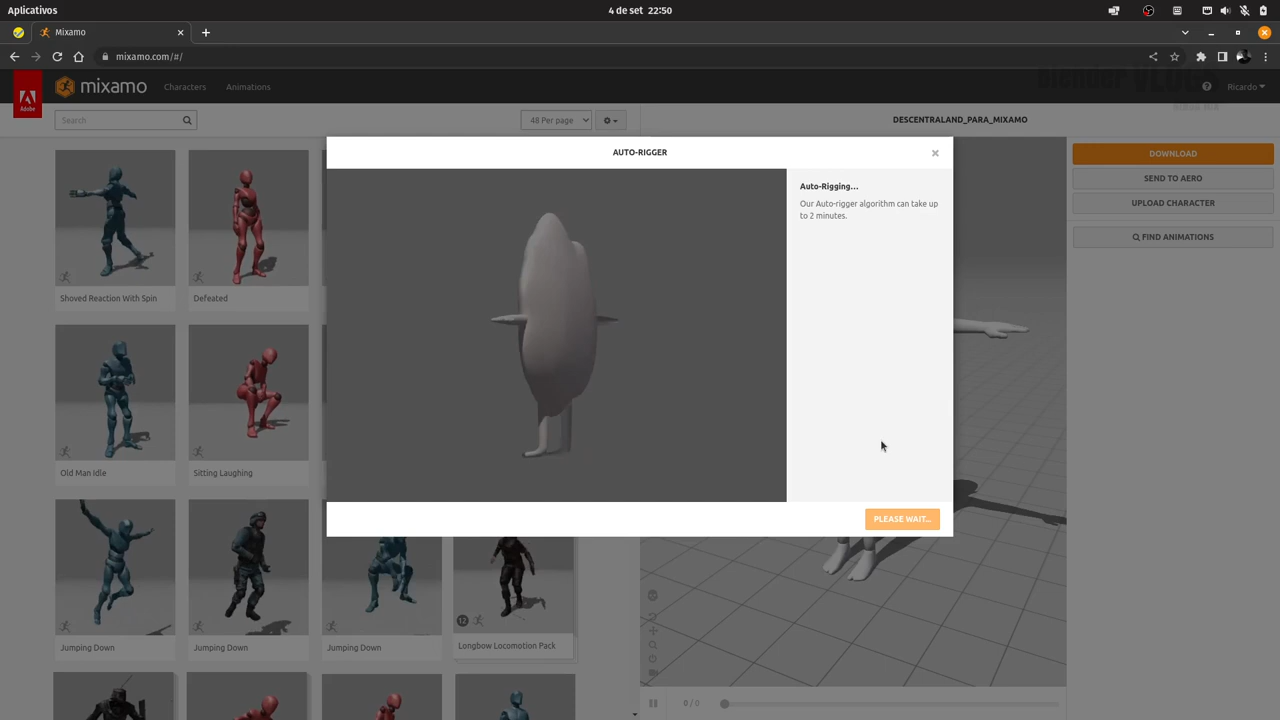 Aplicativos
4 de set 22:50
Mixamo
mixamo.com/#/
Adobe
mixamo
Characters
Animations
Ricardo
Search
48 Per page
DESCENTRALAND_PARA_MIXAMO
AUTO-RIGGER
DOWNLOAD
SEND TO AERO
UPLOAD CHARACTER
FIND ANIMATIONS
Auto-Rigging...
Our Auto-rigger algorithm can take up
to 2 minutes.
PLEASE WAIT...
Shoved Reaction With Spin
Defeated
Old Man Idle
Sitting Laughing
Jumping Down
Jumping Down
Jumping Down
12
Longbow Locomotion Pack
0 / 0